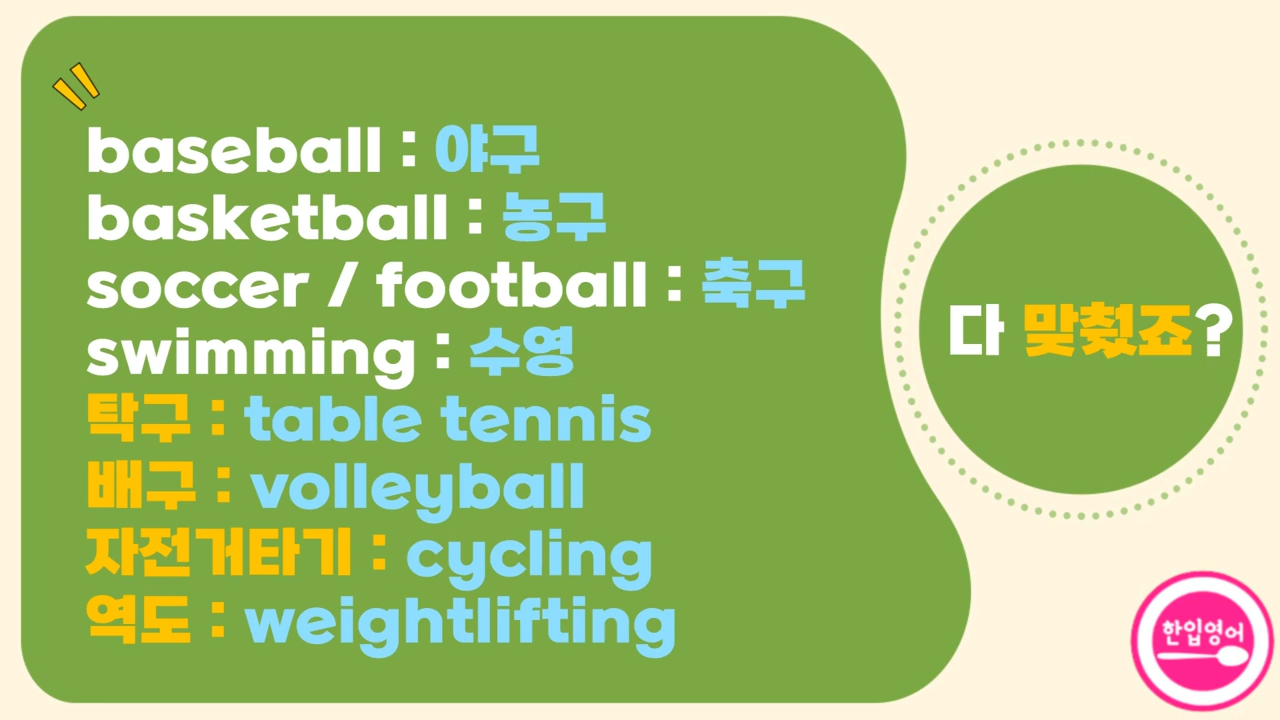 baseball : 야구
basketball : 농구
soccer / football : 축구
swimming : 수영
탁구 : table tennis
배구 : volleyball
자전거타기 : cycling
역도 : weightlifting
다 맞췄죠?
한입영어